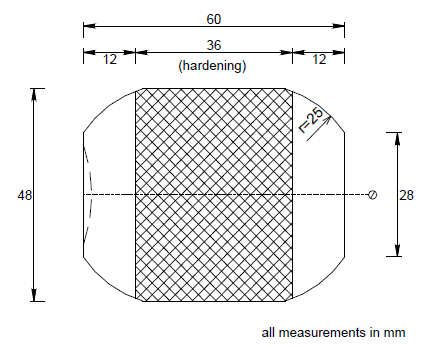 60
36
12
(hardening)
12
r=25
48
28
all measurements in mm